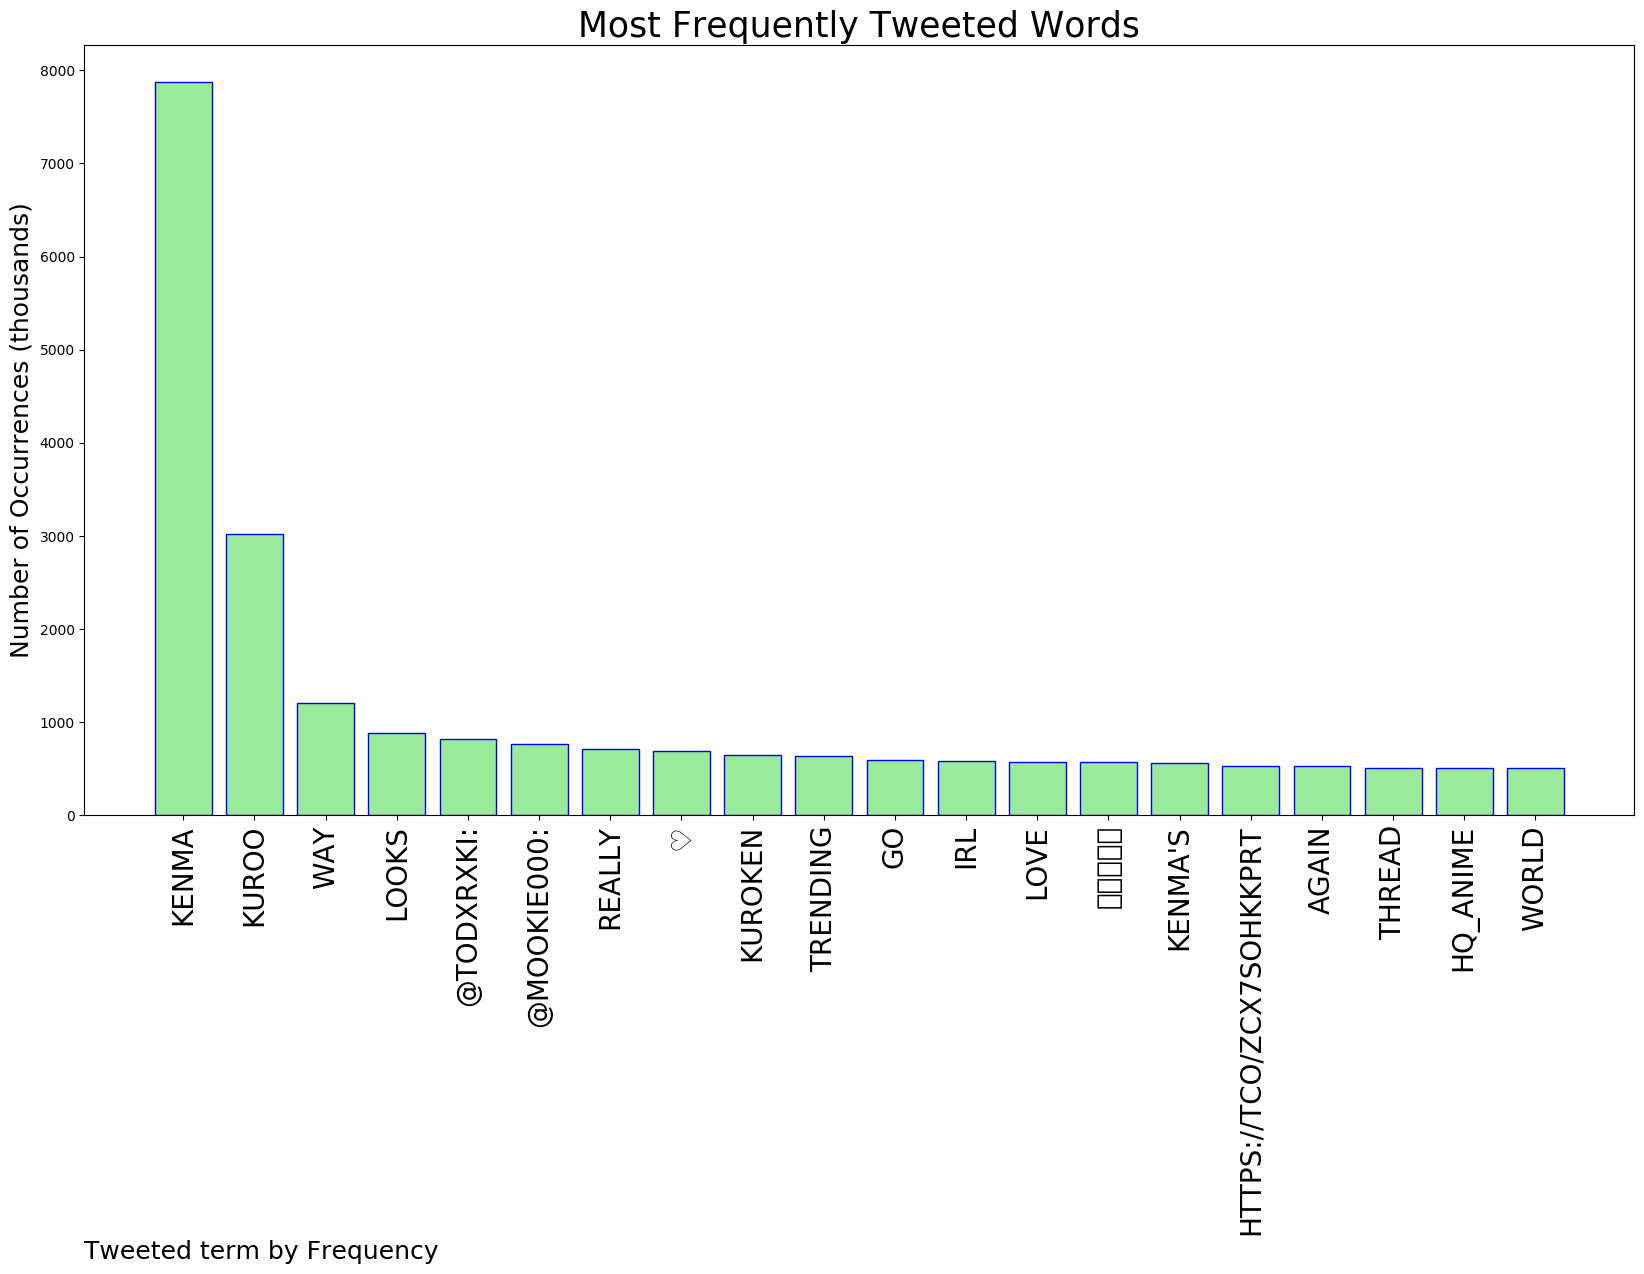 Most Frequently Tweeted Words
Number of Occurrences (thousands)
8000
7000
6000
5000
4000
3000
2000
1000
0
KENMA
KUROO
WAY
LOOKS
@TODXRXKI:
@MOOKIE000:
REALLY
♡
KUROKEN
TRENDING
GO
IRL
LOVE
KENMA'S
HTTPS://TCO/ZCX7SOHKKPRT
AGAIN
THREAD
HQ_ANIME
WORLD
Tweeted term by Frequency